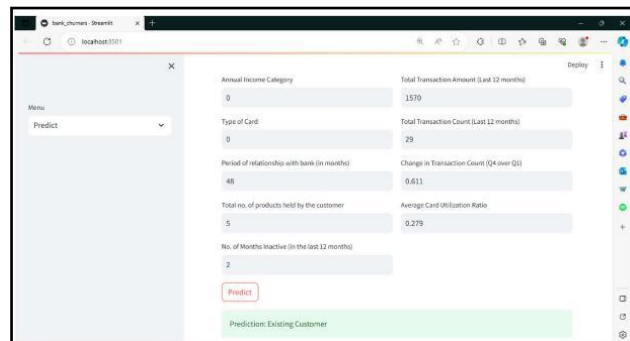 bank_churners · Streamlit
localhost:8501
Deploy
Menu
Predict
Annual Income Category
0
Type of Card
0
Period of relationship with bank (in months)
48
Total no. of products held by the customer
5
No. of Months Inactive (in the last 12 months)
2
Total Transaction Amount (Last 12 months)
1570
Total Transaction Count (Last 12 months)
29
Change in Transaction Count (Q4 over Q1)
0.611
Average Card Utilization Ratio
0.279
Predict
Prediction: Existing Customer